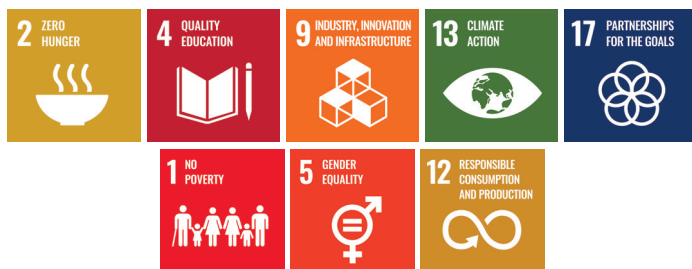 2 ZERO
HUNGER
4 QUALITY
EDUCATION
9 INDUSTRY, INNOVATION
AND INFRASTRUCTURE
13 CLIMATE
ACTION
17 PARTNERSHIPS
FOR THE GOALS
1 NO
POVERTY
5 GENDER
EQUALITY
12 RESPONSIBLE
CONSUMPTION
AND PRODUCTION